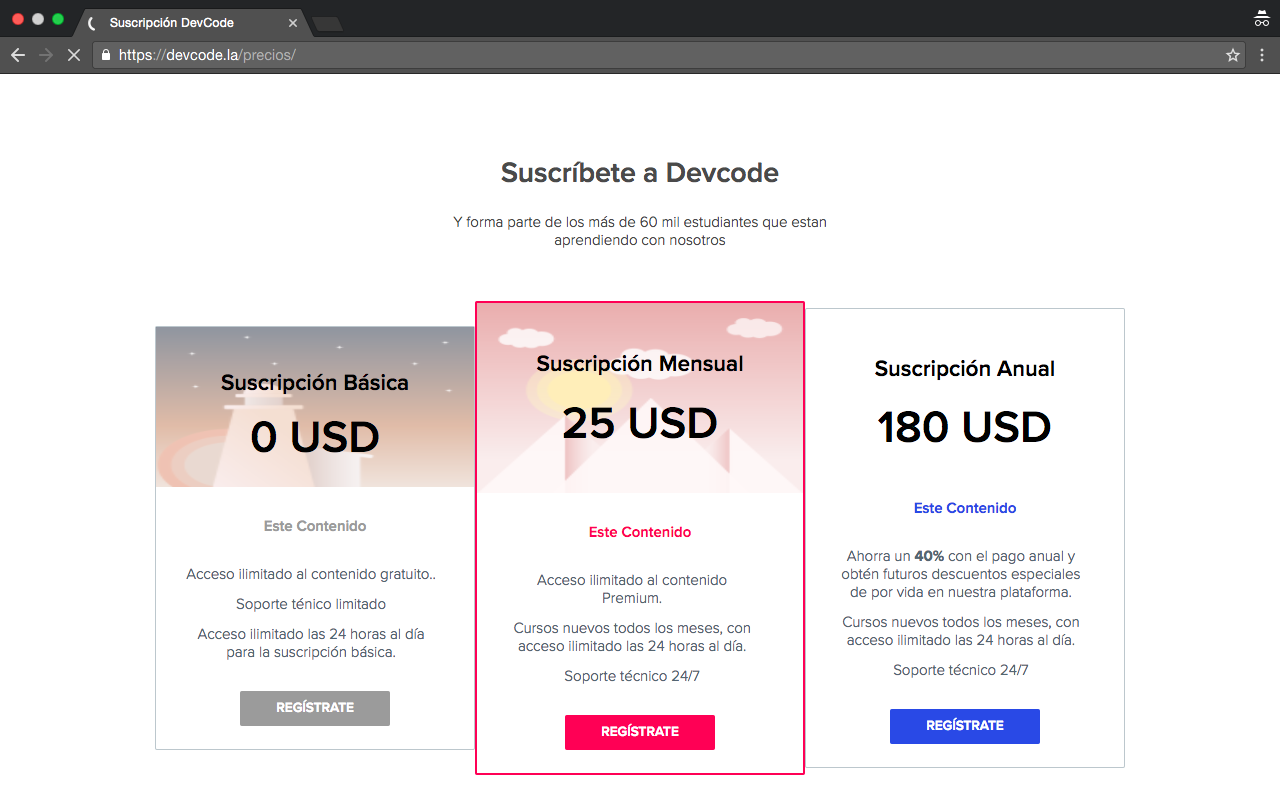 Suscripción DevCode
https://devcode.la/precios/
Suscríbete a Devcode
Y forma parte de los más de 60 mil estudiantes que estan
aprendiendo con nosotros
Suscripción Básica
0 USD
Este Contenido
Acceso ilimitado al contenido gratuito..
Soporte ténico limitado
Acceso ilimitado las 24 horas al día
para la suscripción básica.
REGÍSTRATE
Suscripción Mensual
25 USD
Este Contenido
Acceso ilimitado al contenido
Premium.
Cursos nuevos todos los meses, con
acceso ilimitado las 24 horas al día.
Soporte técnico 24/7
REGÍSTRATE
Suscripción Anual
180 USD
Este Contenido
Ahorra un 40% con el pago anual y
obtén futuros descuentos especiales
de por vida en nuestra plataforma.
Cursos nuevos todos los meses, con
acceso ilimitado las 24 horas al día.
Soporte técnico 24/7
REGÍSTRATE